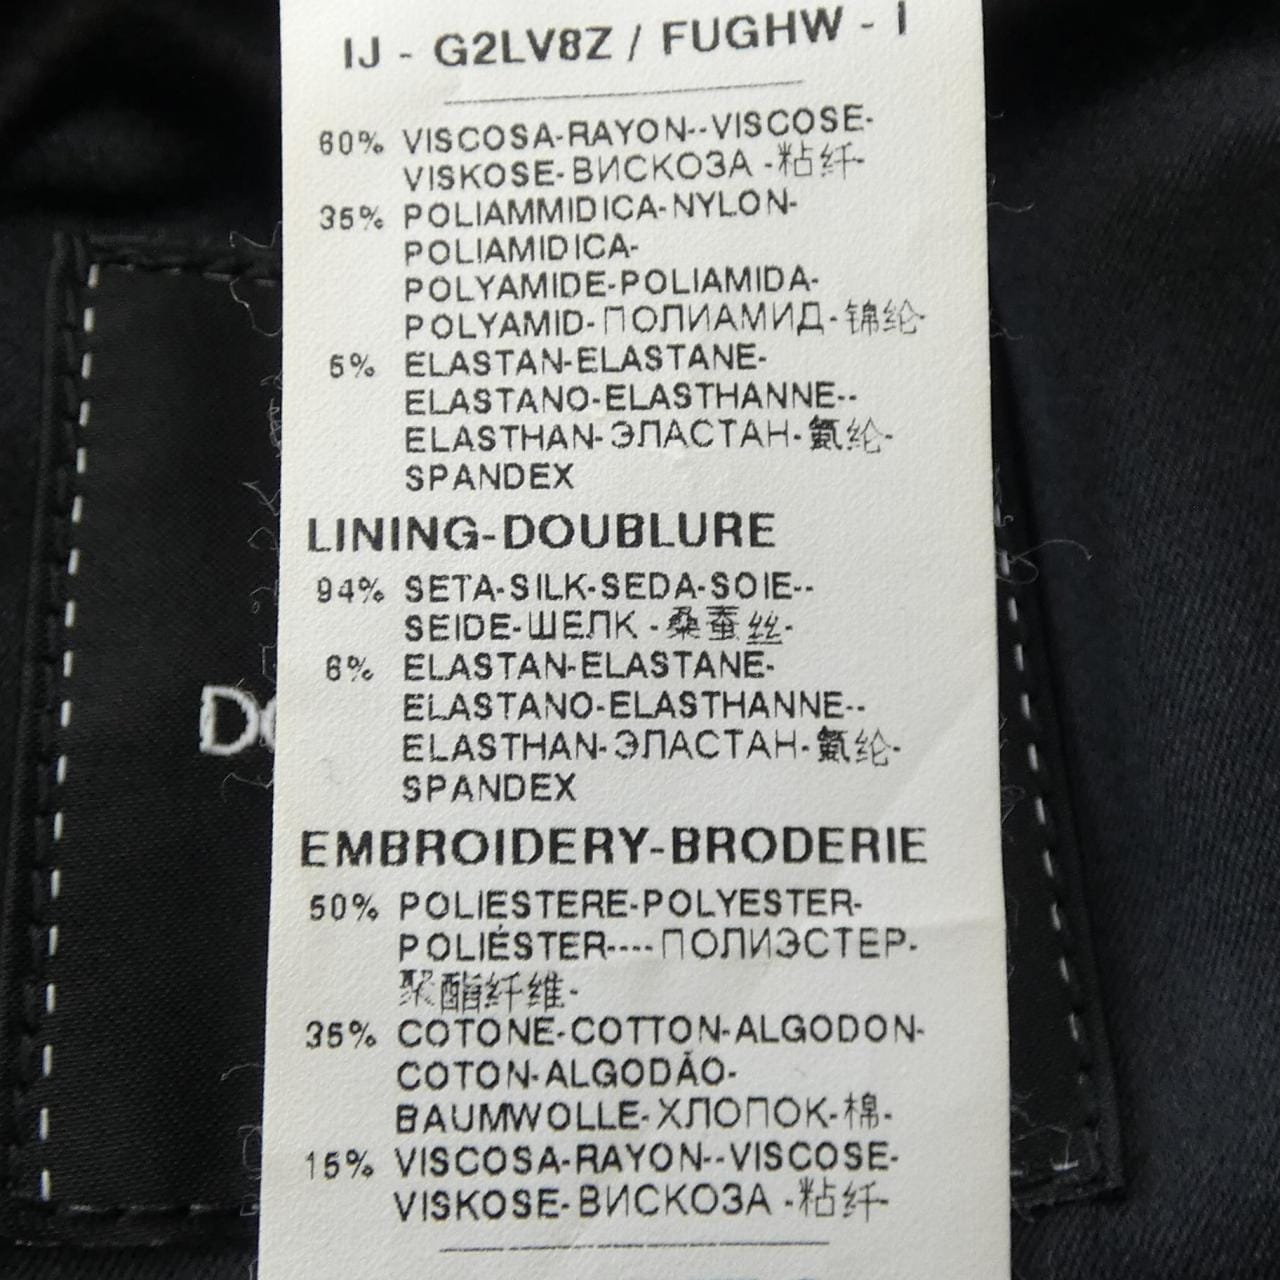 IJ - G2LV8Z / FUGHW - I
60% VISCOSA-RAYON--VISCOSE-
VISKOSE-ВИСКОЗА -粘纤-
35% POLIAMMIDICA-NYLON-
POLIAMIDICA-
POLYAMIDE-POLIAMIDA-
POLYAMID-ПОЛИАМИД-锦纶-
5% ELASTAN-ELASTANE-
ELASTANO-ELASTHANNE--
ELASTHAN-ЭЛАСТАН-氨纶-
SPANDEX
LINING-DOUBLURE
94% SETA-SILK-SEDA-SOIE--
SEIDE-ШЕЛК -桑蚕丝-
6% ELASTAN-ELASTANE-
ELASTANO-ELASTHANNE--
ELASTHAN-ЭЛАСТАН-氨纶-
SPANDEX
EMBROIDERY-BRODERIE
50% POLIESTERE-POLYESTER-
POLIÉSTER----ПОЛИЭСТЕР-
聚酯纤维-
35% COTONE-COTTON-ALGODON-
COTON-ALGODÃO-
BAUMWOLLE-ХЛОПОК-棉-
15% VISCOSA-RAYON--VISCOSE-
VISKOSE-ВИСКОЗА -粘纤-